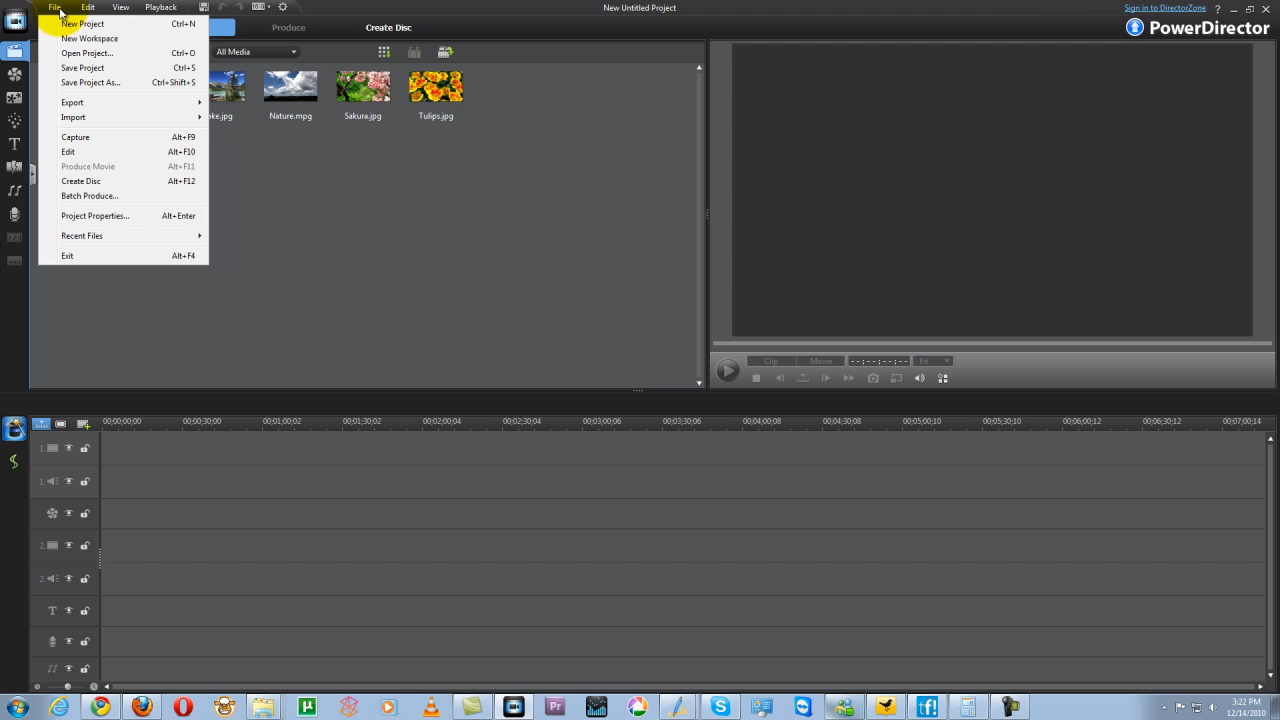 File Edit View Playback
New Untitled Project
Sign in to DirectorZone ?
New Project Ctrl+N
New Workspace
Open Project... Ctrl+O
Save Project Ctrl+S
Save Project As... Ctrl+Shift+S
Export
Import
Capture Alt+F9
Edit Alt+F10
Produce Movie Alt+F11
Create Disc Alt+F12
Batch Produce...
Project Properties... Alt+Enter
Recent Files
Exit Alt+F4
Produce Create Disc
PowerDirector
All Media
ke.jpg Nature.mpg Sakura.jpg Tulips.jpg
Clip Movie --:--:--:-- Fit
00;00;00;00 00;00;30;00 00;01;00;02 00;01;30;02 00;02;00;04 00;02;30;04 00;03;00;06 00;03;30;06 00;04;00;08 00;04;30;08 00;05;00;10 00;05;30;10 00;06;00;12 00;06;30;12 00;07;00;14
1.
1.
2.
2.
T
3:22 PM
12/14/2010